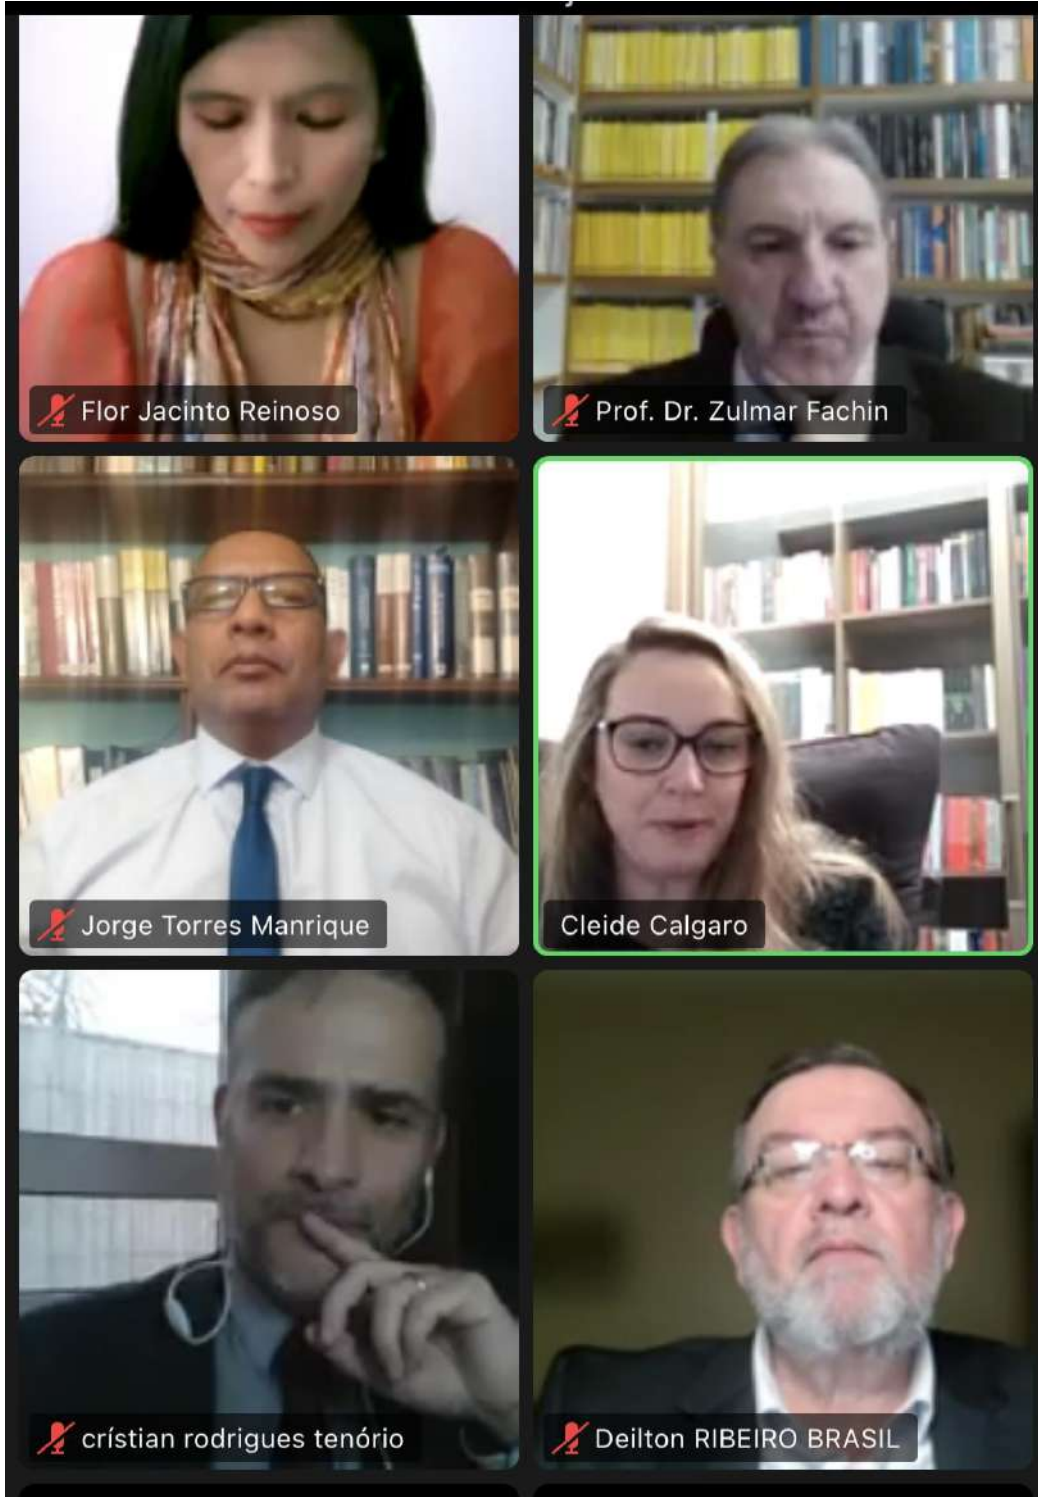 Flor Jacinto Reinoso
Prof. Dr. Zulmar Fachin
Jorge Torres Manrique
Cleide Calgaro
crístian rodrigues tenório
Deilton RIBEIRO BRASIL